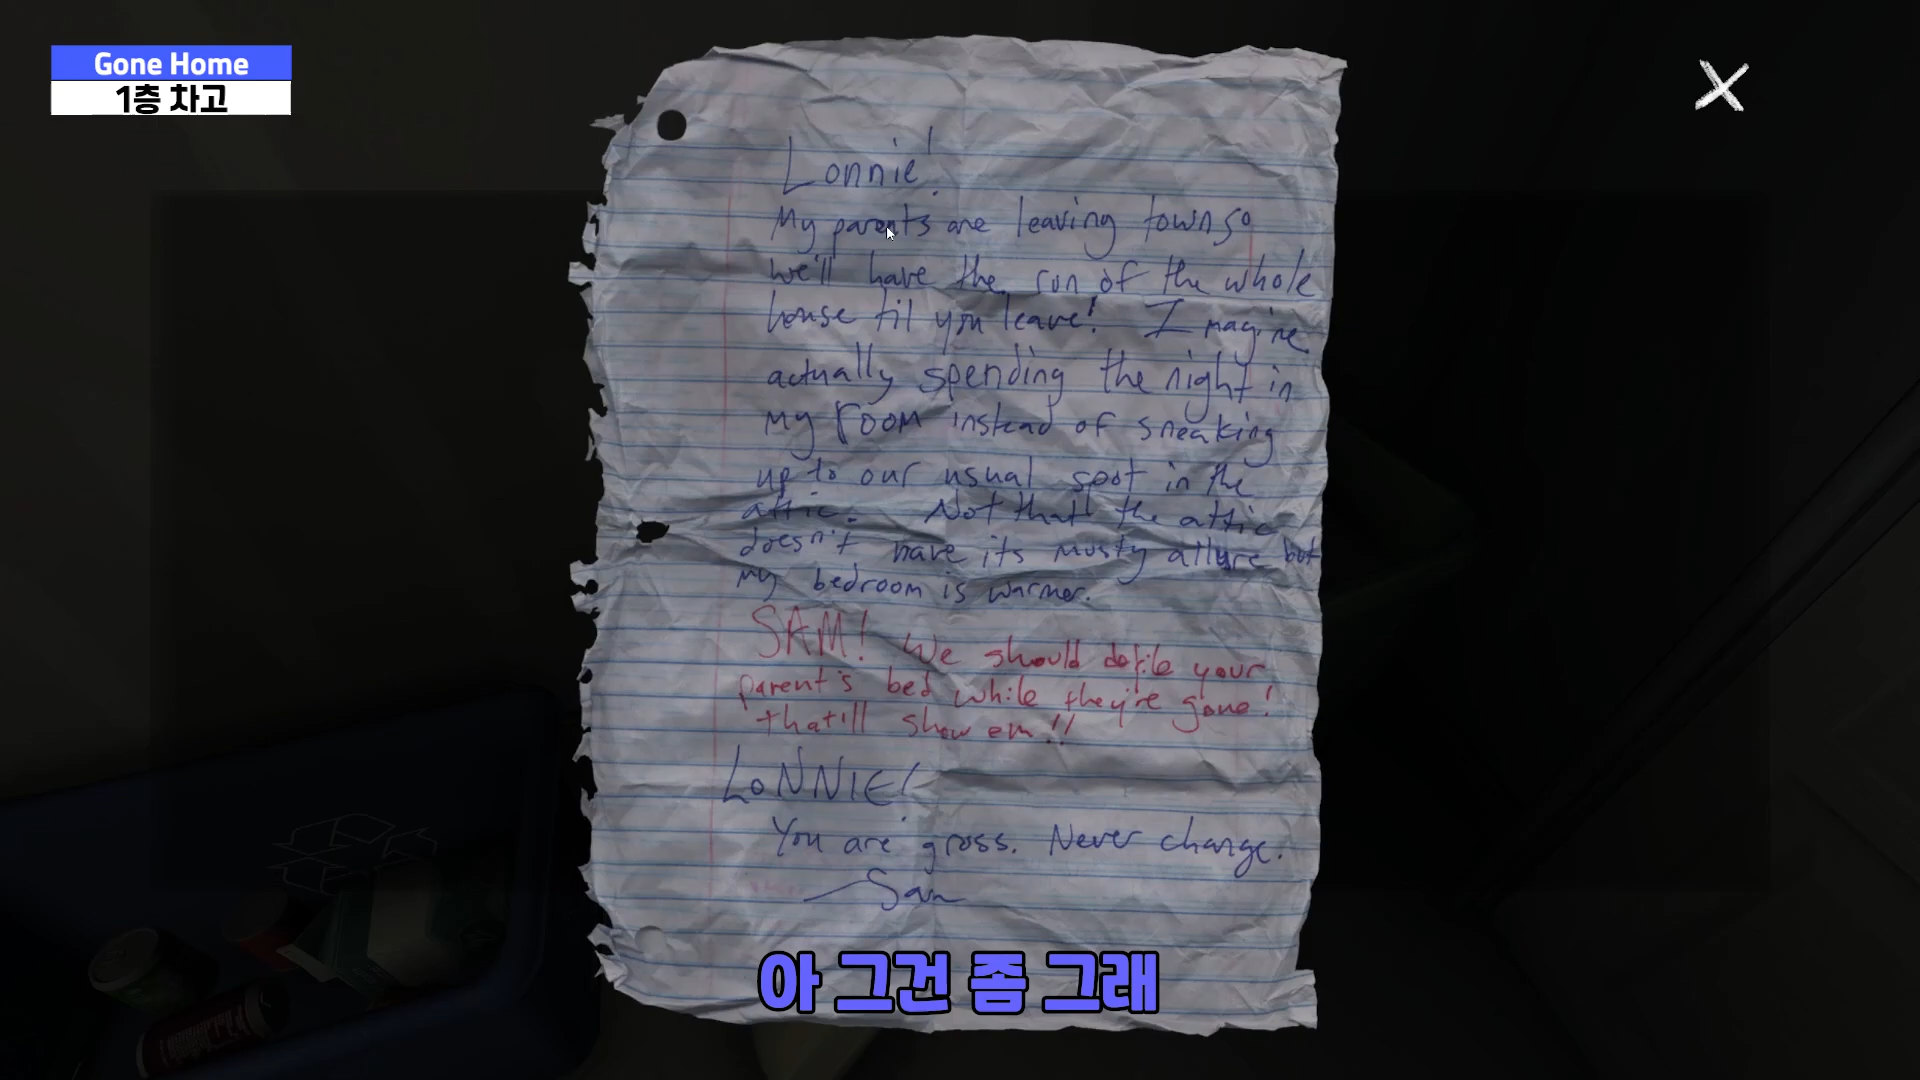 Gone Home
1층 차고
Lonnie!
My parents are leaving town so
we'll have the run of the whole
house til you leave! Imagine
actually spending the night in
my room instead of sneaking
up to our usual spot in the
attic. Not that the attic
doesn't have its musty allure but
my bedroom is warmer.
SAM! We should defile your
parent's bed while they're gone!
that'll show em!!
LONNIE!
You are gross. Never change.
—Sam
아 그건 좀 그래